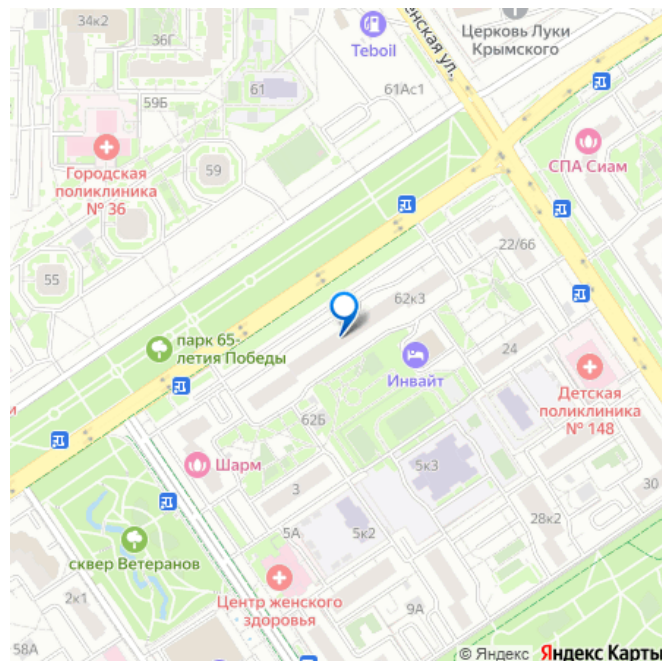 34к2
36Г
Teboil
Церковь Луки
Крымского
енская ул.
61
61Ас1
59Б
Городская
поликлиника
№ 36
59
СПА Сиам
55
22/66
62к3
парк 65-
летия Победы
Инвайт
24
Детская
поликлиника
№ 148
62Б
и
Шарм
3
5к3
5А
5к2
28к2
30
сквер Ветеранов
2к1
Центр женского
здоровья
9А
58А
© Яндекс Яндекс Карты